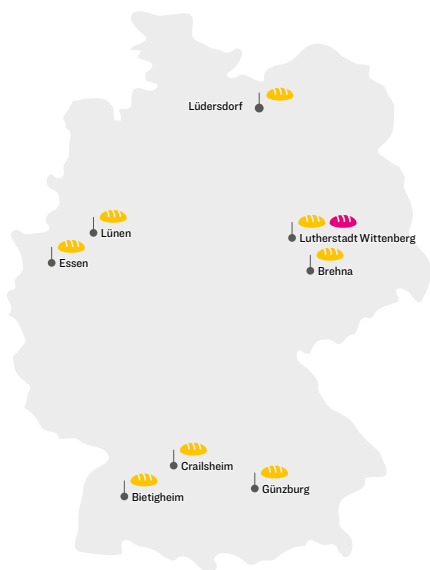 Lüdersdorf
Lünen
Lutherstadt Wittenberg
Essen
Brehna
Crailsheim
Günzburg
Bietigheim